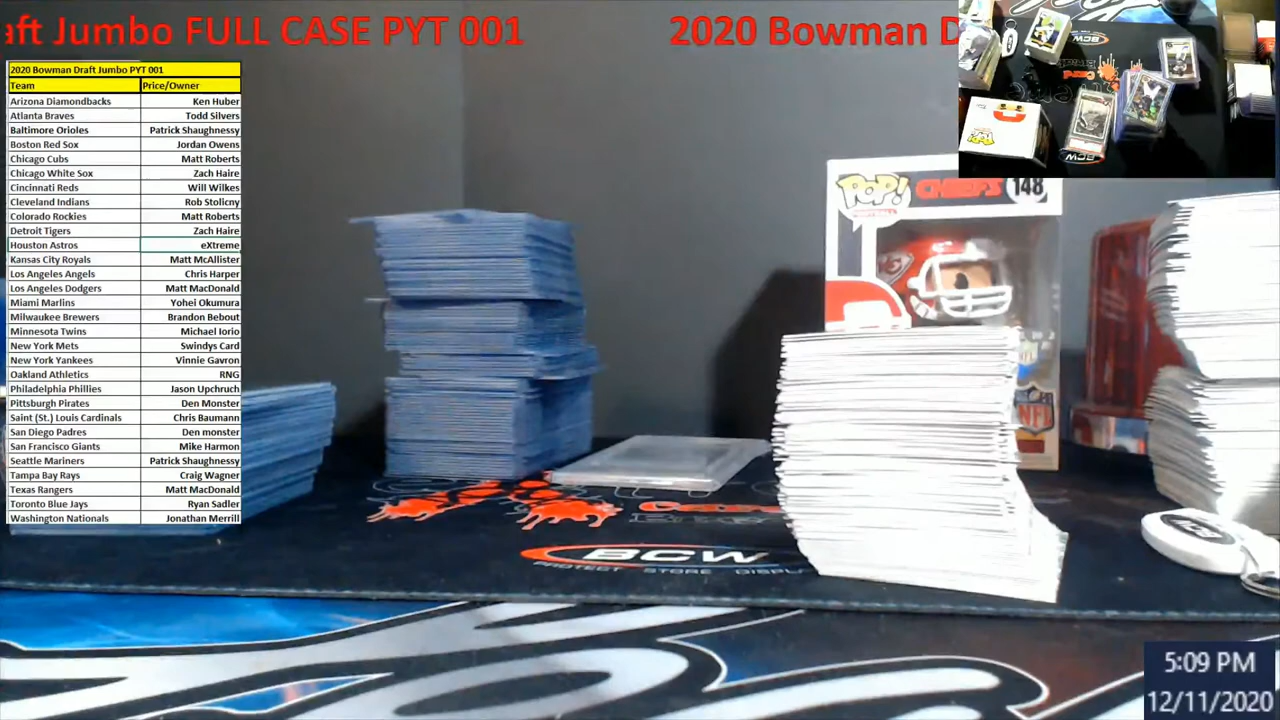 aft Jumbo FULL CASE PYT 001 2020 Bowman D
2020 Bowman Draft Jumbo PYT 001
Team Price/Owner
Arizona Diamondbacks Ken Huber
Atlanta Braves Todd Silvers
Baltimore Orioles Patrick Shaughnessy
Boston Red Sox Jordan Owens
Chicago Cubs Matt Roberts
Chicago White Sox Zach Haire
Cincinnati Reds Will Wilkes
Cleveland Indians Rob Stolicny
Colorado Rockies Matt Roberts
Detroit Tigers Zach Haire
Houston Astros eXtreme
Kansas City Royals Matt McAllister
Los Angeles Angels Chris Harper
Los Angeles Dodgers Matt MacDonald
Miami Marlins Yohei Okumura
Milwaukee Brewers Brandon Bebout
Minnesota Twins Michael Iorio
New York Mets Swindys Card
New York Yankees Vinnie Gavron
Oakland Athletics RNG
Philadelphia Phillies Jason Upchruch
Pittsburg Pirates Den Monster
Saint (St.) Louis Cardinals Chris Baumann
San Diego Padres Den monster
San Francisco Giants Mike Harmon
Seattle Mariners Patrick Shaughnessy
Tampa Bay Rays Craig Wagner
Texas Rangers Matt MacDonald
Toronto Blue Jays Ryan Sadler
Washington Nationals Jonathan Merrill
POP! CHIEFS 148
FOOTBALL
NFL
BCW
PROTECT STORE DISPL
BCW
POP!
5:09 PM
12/11/2020